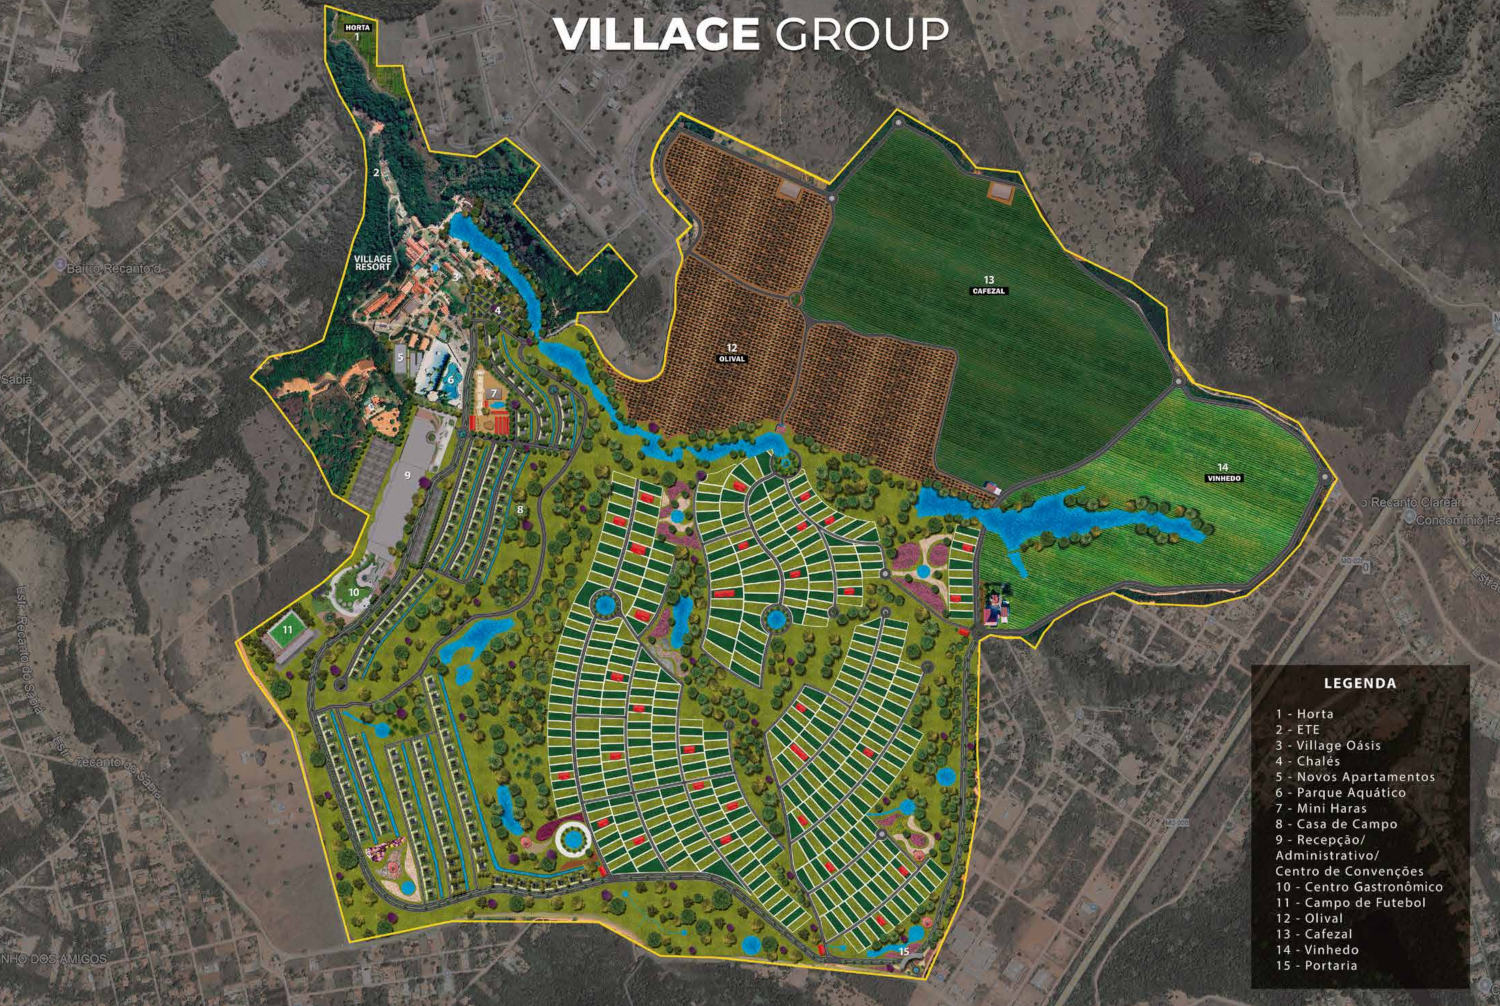 VILLAGE GROUP
HORTA
1
2
VILLAGE
RESORT
3
4
5
6
7
8
9
10
11
12
OLIVAL
13
CAFEZAL
14
VINHEDO
15
Bairro Recanto d
Sabiá
recanto do Sabiá
NHO DOS AMIGOS
o Recanto Clarear
Condomínio Pa
LEGENDA
1 - Horta
2 - ETE
3 - Village Oásis
4 - Chalés
5 - Novos Apartamentos
6 - Parque Aquático
7 - Mini Haras
8 - Casa de Campo
9 - Recepção/
Administrativo/
Centro de Convenções
10 - Centro Gastronômico
11 - Campo de Futebol
12 - Olival
13 - Cafezal
14 - Vinhedo
15 - Portaria